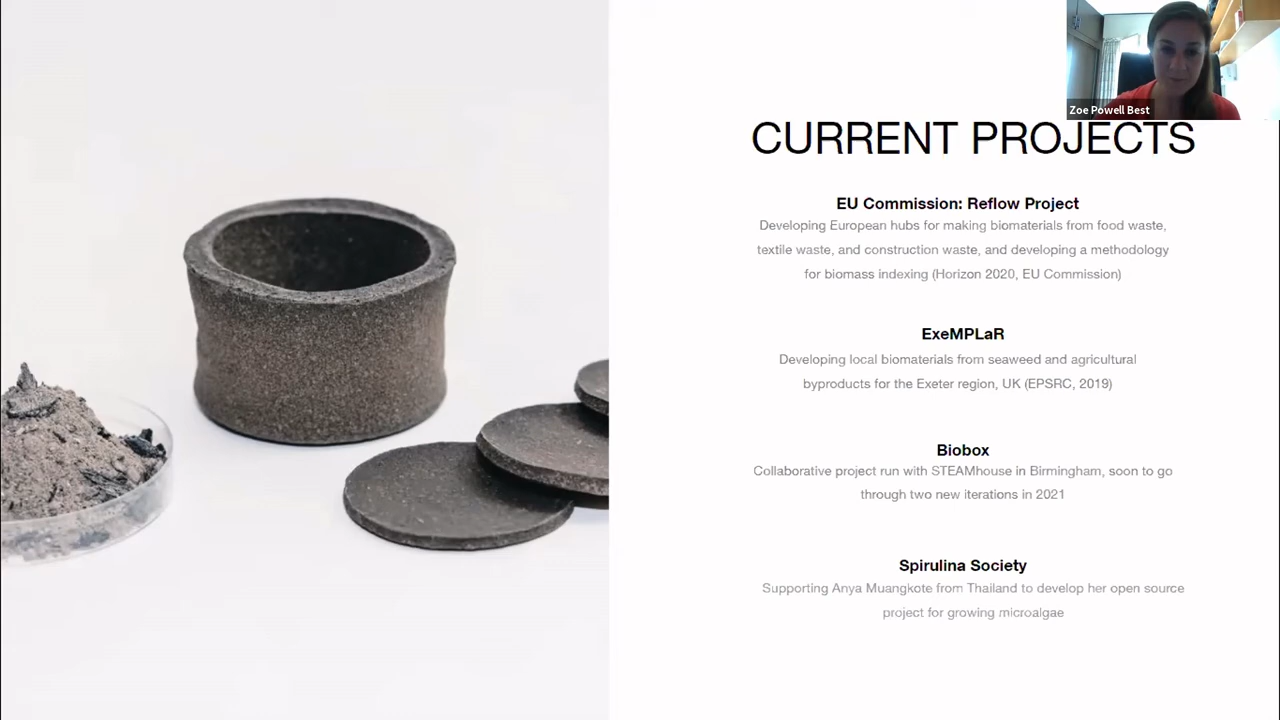 Zoe Powell Best
CURRENT PROJECTS
EU Commission: Reflow Project
Developing European hubs for making biomaterials from food waste,
textile waste, and construction waste, and developing a methodology
for biomass indexing (Horizon 2020, EU Commission)
ExeMPLaR
Developing local biomaterials from seaweed and agricultural
byproducts for the Exeter region, UK (EPSRC, 2019)
Biobox
Collaborative project run with STEAMhouse in Birmingham, soon to go
through two new iterations in 2021
Spirulina Society
Supporting Anya Muangkote from Thailand to develop her open source
project for growing microalgae